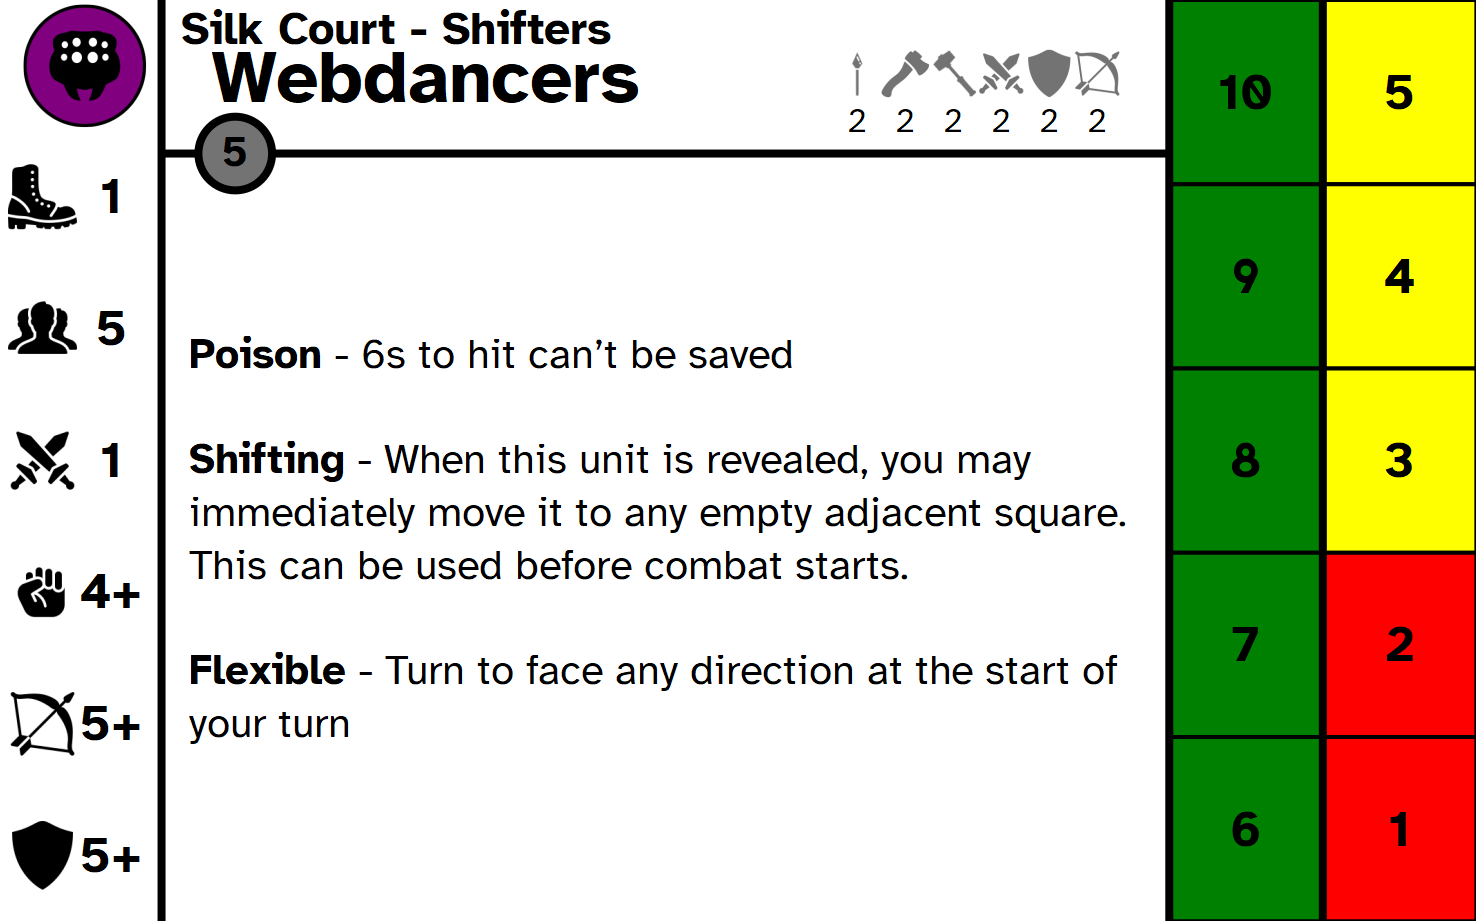 Silk Court - Shifters
Webdancers
2 2 2 2 2 2
5
1
5
1
4+
5+
5+
Poison - 6s to hit can’t be saved
Shifting - When this unit is revealed, you may
immediately move it to any empty adjacent square.
This can be used before combat starts.
Flexible - Turn to face any direction at the start of
your turn
10 5
9 4
8 3
7 2
6 1